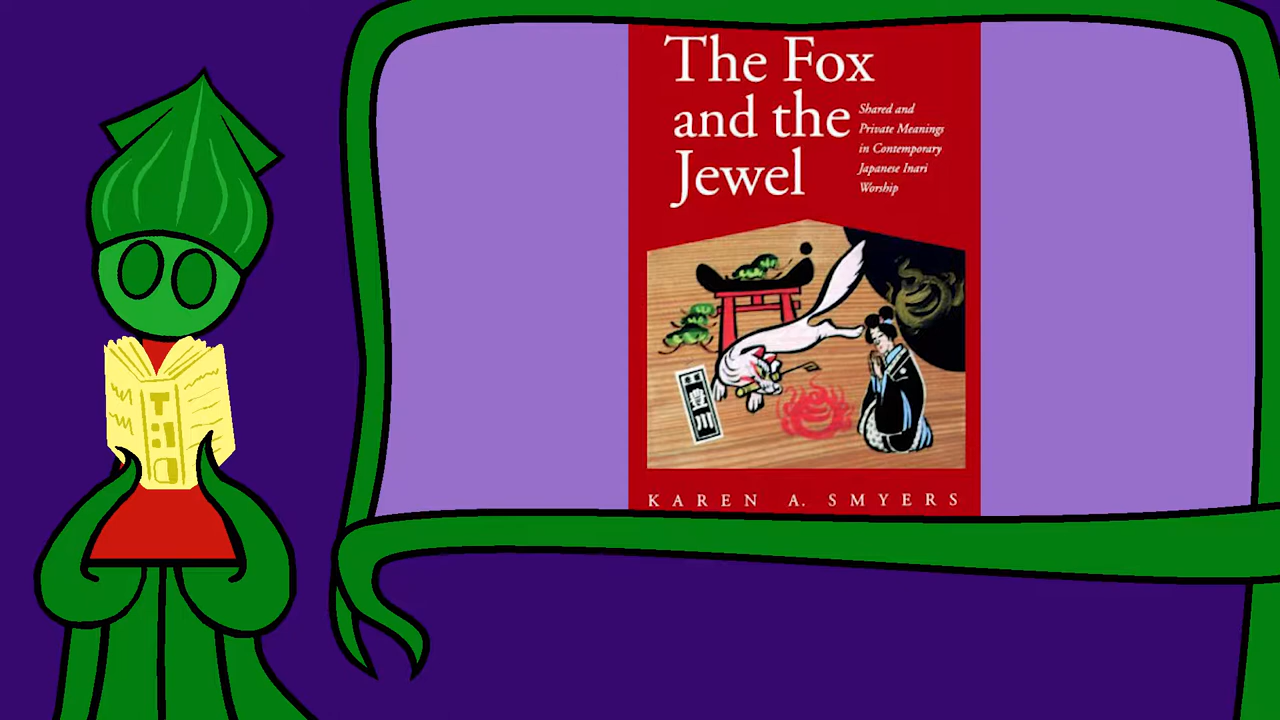 The Fox
and the
Jewel
Shared and
Private Meanings
in Contemporary
Japanese Inari
Worship
豊川
KAREN A. SMYERS